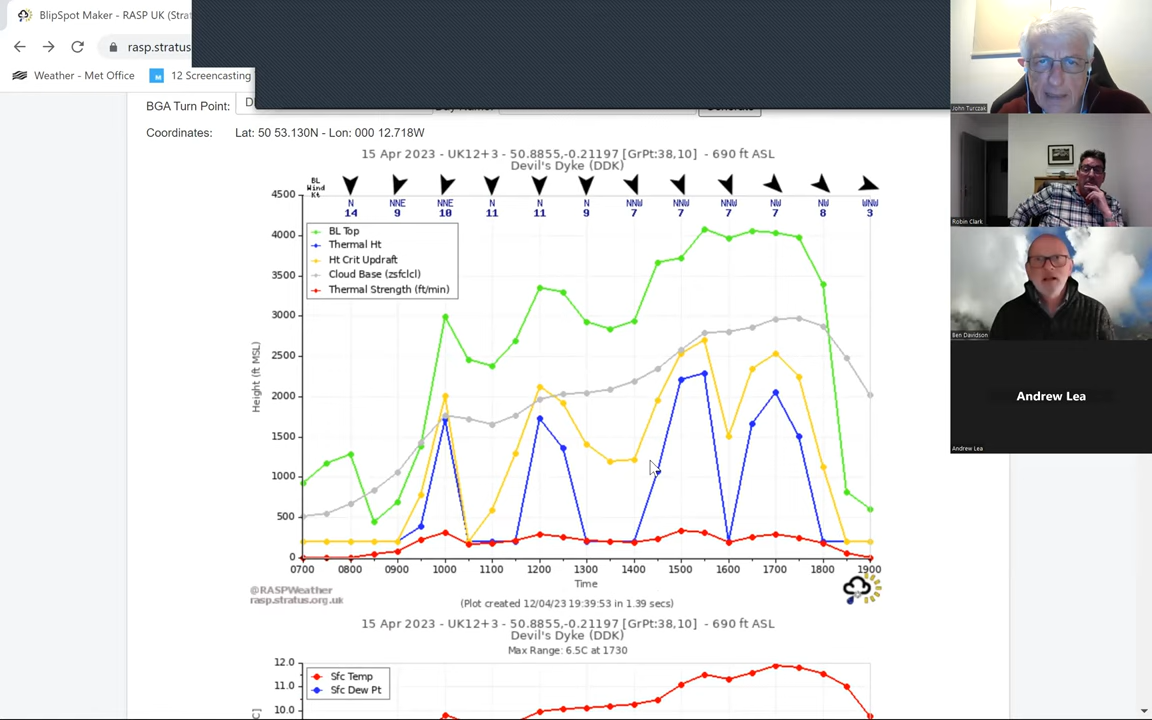 BlipSpot Maker - RASP UK (Strat
rasp.stratus
Weather - Met Office
12 Screencasting
BGA Turn Point:
D
Coordinates: Lat: 50 53.130N - Lon: 000 12.718W
15 Apr 2023 - UK12+3 - 50.8855,-0.21197 [GrPt:38,10] - 690 ft ASL
Devil's Dyke (DDK)
BL
Wind
Kt
N NNE NNE N N N NNW NNW NNW NW NW WNW
14 9 10 11 11 9 7 7 7 7 8 3
4500
4000
3500
3000
2500
2000
1500
1000
500
0
Height (ft MSL)
BL Top
Thermal Ht
Ht Crit Updraft
Cloud Base (zsfclcl)
Thermal Strength (ft/min)
0700 0800 0900 1000 1100 1200 1300 1400 1500 1600 1700 1800 1900
Time
@RASPWeather
rasp.stratus.org.uk
(Plot created 12/04/23 19:39:53 in 1.39 secs)
15 Apr 2023 - UK12+3 - 50.8855,-0.21197 [GrPt:38,10] - 690 ft ASL
Devil's Dyke (DDK)
Max Range: 6.5C at 1730
12.0
11.0
10.0
Sfc Temp
Sfc Dew Pt
John Turczak
Robin Clark
Ben Davidson
Andrew Lea
Andrew Lea